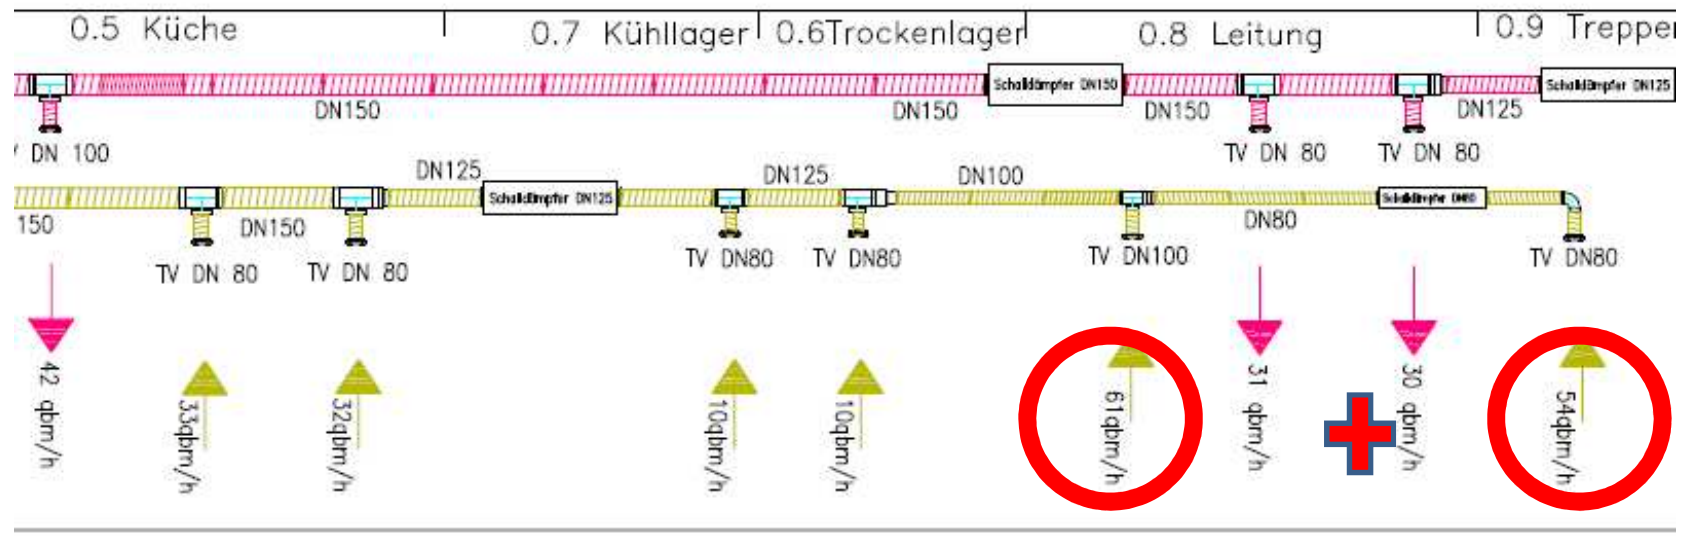 0.5 Küche
0.7 Kühllager
0.6Trockenlager
0.8 Leitung
0.9 Treppe
Schalldämpfer DN150
Schalldämpfer DN125
DN150
DN150
DN150
DN125
DN 100
TV DN 80
TV DN 80
DN125
DN125
DN100
Schalldämpfer DN125
Schalldämpfer DN80
150
DN150
DN80
TV DN 80
TV DN 80
TV DN80
TV DN80
TV DN100
TV DN80
42 qbm/h
33qbm/h
32qbm/h
10qbm/h
10qbm/h
61qbm/h
31 qbm/h
30 qbm/h
54qbm/h